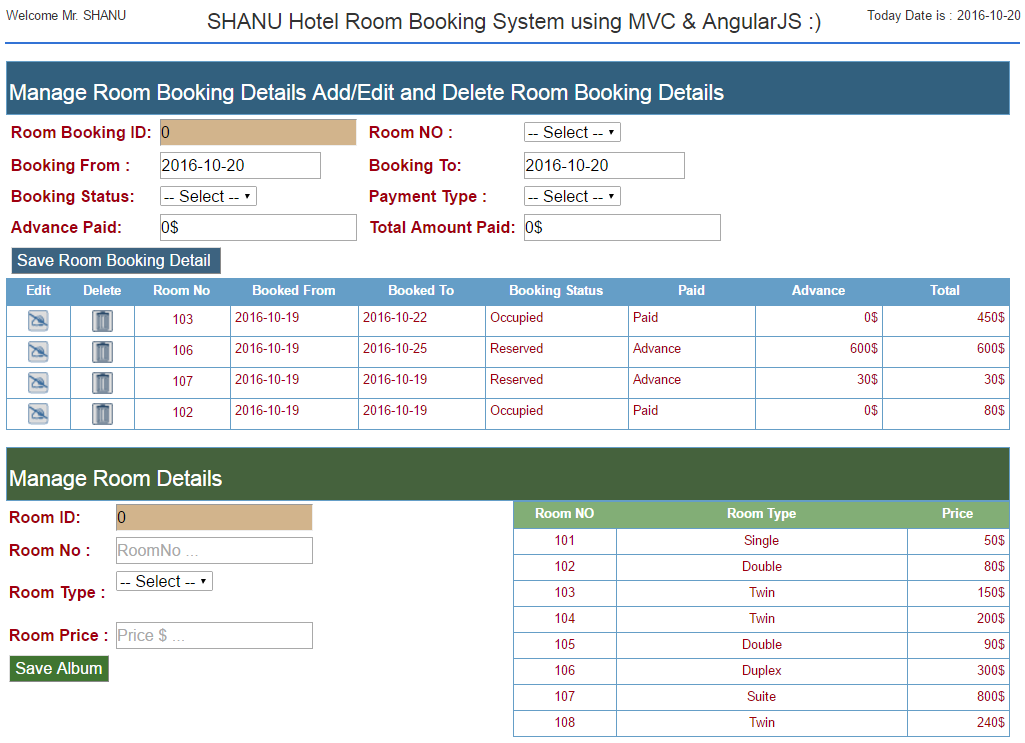 Welcome Mr. SHANU
SHANU Hotel Room Booking System using MVC & AngularJS :)
Today Date is : 2016-10-20
Manage Room Booking Details Add/Edit and Delete Room Booking Details
Room Booking ID: 0 Room NO : -- Select --
Booking From : 2016-10-20 Booking To: 2016-10-20
Booking Status: -- Select -- Payment Type : -- Select --
Advance Paid: 0$ Total Amount Paid: 0$
Save Room Booking Detail
Edit Delete Room No Booked From Booked To Booking Status Paid Advance Total
103 2016-10-19 2016-10-22 Occupied Paid 0$ 450$
106 2016-10-19 2016-10-25 Reserved Advance 600$ 600$
107 2016-10-19 2016-10-19 Reserved Advance 30$ 30$
102 2016-10-19 2016-10-19 Occupied Paid 0$ 80$
Manage Room Details
Room ID: 0
Room No : RoomNo ...
Room Type : -- Select --
Room Price : Price $ ...
Save Album
Room NO Room Type Price
101 Single 50$
102 Double 80$
103 Twin 150$
104 Twin 200$
105 Double 90$
106 Duplex 300$
107 Suite 800$
108 Twin 240$